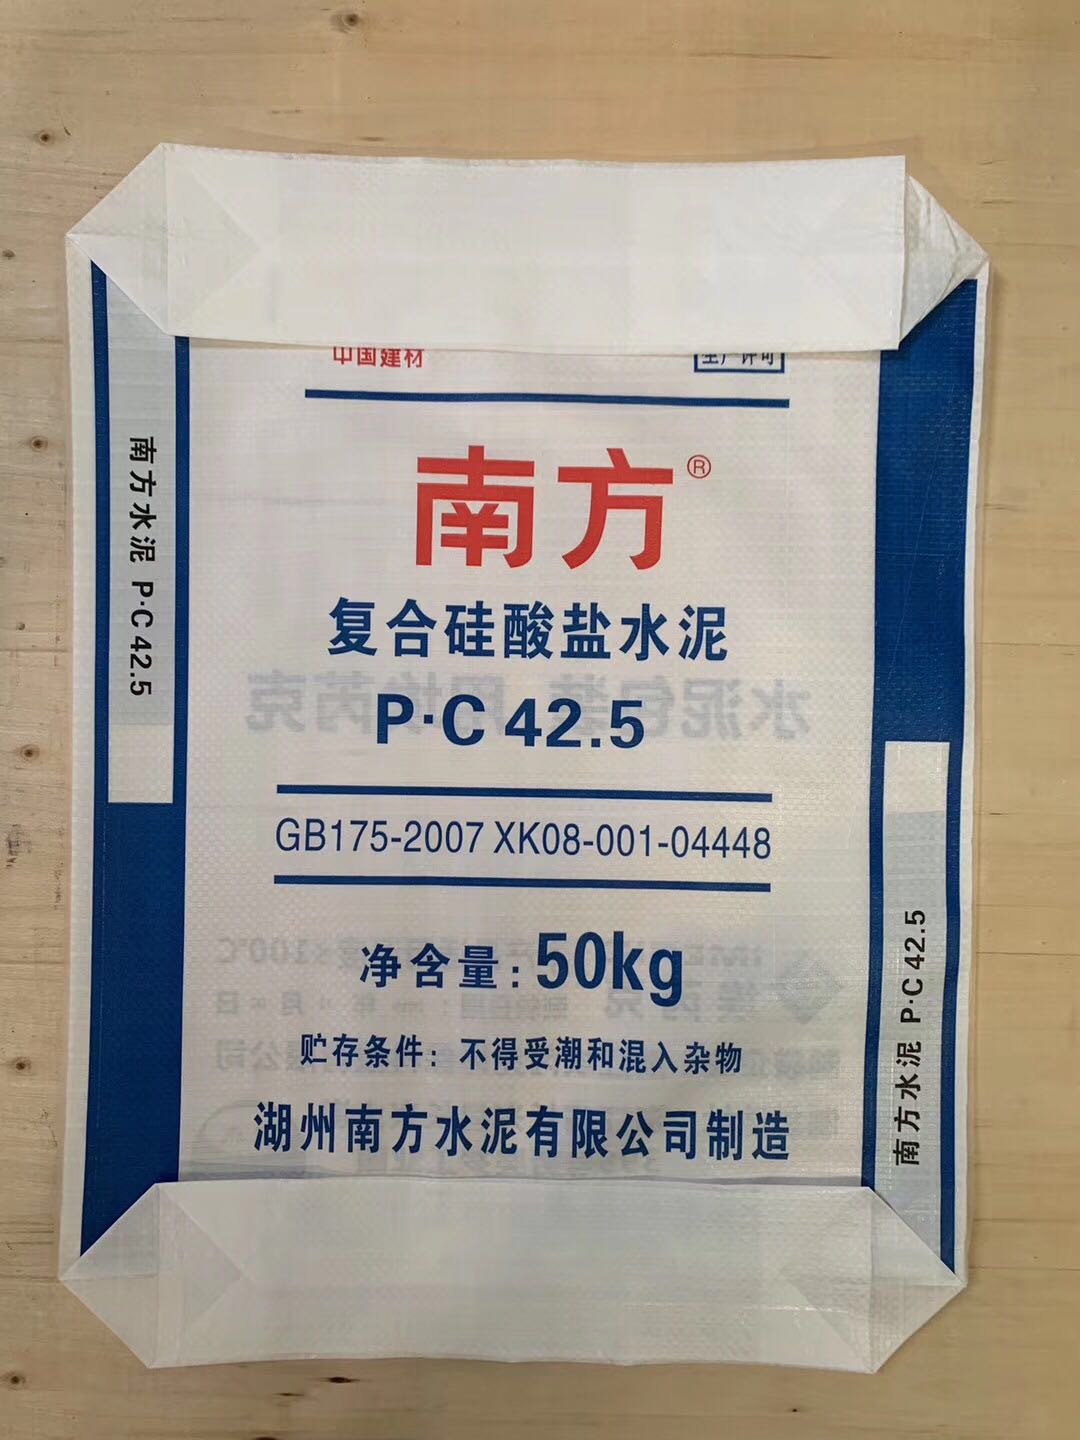 中国建材
生产许可
南方®
复合硅酸盐水泥
P·C 42.5
GB175-2007 XK08-001-04448
净含量:50kg
贮存条件:不得受潮和混入杂物
湖州南方水泥有限公司制造
南方水泥 P·C 42.5
南方水泥 P·C 42.5